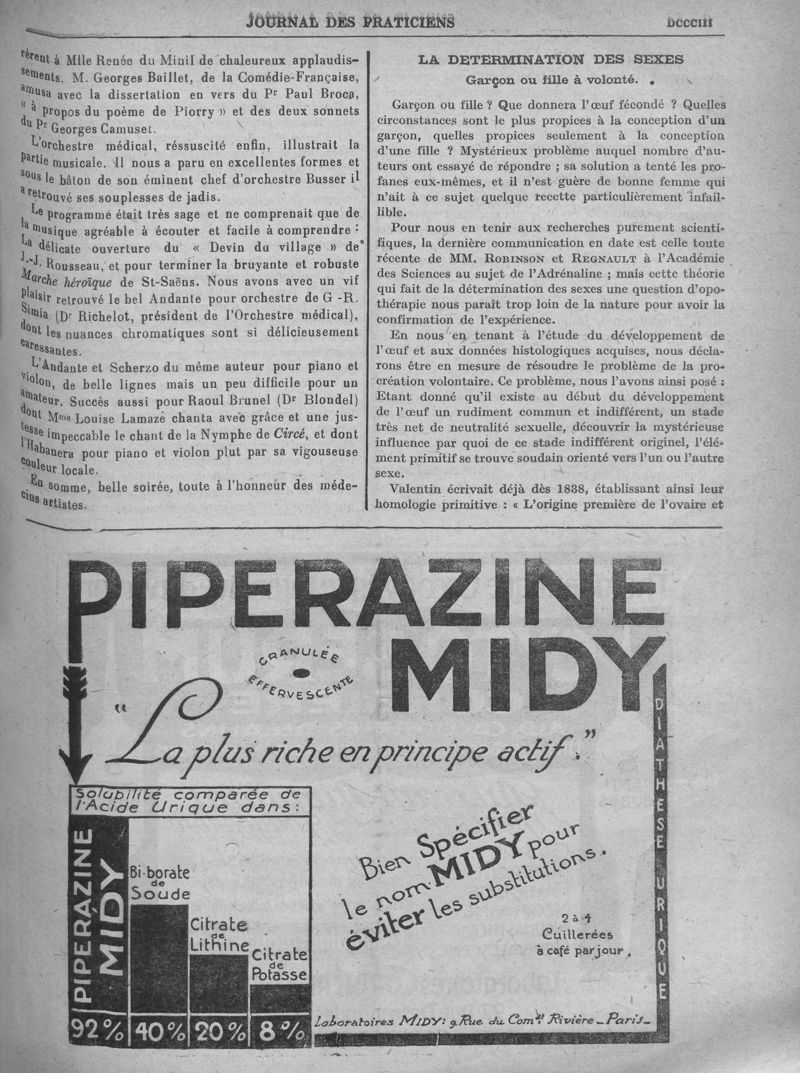 JOURNAL DES PRATICIENS
DCCCIII
rèrent à Mlle Renée du Minil de chaleureux applaudis-
sements. M. Georges Baillet, de la Comédie-Française,
amusa avec la dissertation en vers du Pr Paul Broca,
« à propos du poème de Piorry » et des deux sonnets
du Pr Georges Camuset.
L'orchestre médical, réssuscité enfin, illustrait la
partie musicale. Il nous a paru en excellentes formes et
sous le bâton de son éminent chef d'orchestre Busser il
a retrouvé ses souplesses de jadis.
Le programme était très sage et ne comprenait que de
la musique agréable à écouter et facile à comprendre :
La délicate ouverture du « Devin du village » de
J.-J. Rousseau, et pour terminer la bruyante et robuste
Marche héroïque de St-Saëns. Nous avons avec un vif
plaisir retrouvé le bel Andante pour orchestre de G-R.
Simia (Dr Richelot, président de l'Orchestre médical),
dont les nuances chromatiques sont si délicieusement
caressantes.
L'Andante et Scherzo du même auteur pour piano et
violon, de belle lignes mais un peu difficile pour un
amateur. Succès aussi pour Raoul Brunel (Dr Blondel)
dont Mme Louise Lamazé chanta avec grâce et une jus-
tesse impeccable le chant de la Nymphe de Circé, et dont
l'Habanera pour piano et violon plut par sa vigoureuse
couleur locale.
En somme, belle soirée, toute à l'honneur des méde-
cins artistes.
LA DETERMINATION DES SEXES
Garçon ou fille à volonté.
Garçon ou fille ? Que donnera l'œuf fécondé ? Quelles
circonstances sont le plus propices à la conception d'un
garçon, quelles propices seulement à la conception
d'une fille ? Mystérieux problème auquel nombre d'au-
teurs ont essayé de répondre ; sa solution a tenté les pro-
fanes eux-mêmes, et il n'est guère de bonne femme qui
n'ait à ce sujet quelque recette particulièrement infail-
lible.
Pour nous en tenir aux recherches purement scienti-
fiques, la dernière communication en date est celle toute
récente de MM. ROBINSON et REGNAULT à l'Académie
des Sciences au sujet de l'Adrénaline ; mais cette théorie
qui fait de la détermination des sexes une question d'opo-
thérapie nous paraît trop loin de la nature pour avoir la
confirmation de l'expérience.
En nous en tenant à l'étude du développement de
l'œuf et aux données histologiques acquises, nous décla-
rons être en mesure de résoudre le problème de la pro-
création volontaire. Ce problème, nous l'avons ainsi posé :
Etant donné qu'il existe au début du développement
de l'œuf un rudiment commun et indifférent, un stade
très net de neutralité sexuelle, découvrir la mystérieuse
influence par quoi de ce stade indifférent originel, l'élé-
ment primitif se trouve soudain orienté vers l'un ou l'autre
sexe.
Valentin écrivait déjà dès 1838, établissant ainsi leur
homologie primitive : « L'origine première de l'ovaire et
PIPERAZINE
MIDY
GRANULÉE
EFFERVESCENTE
"La plus riche en principe actif."
DIATHESE URIQUE
Solubilité comparée de
l'Acide Urique dans :
PIPERAZINE
MIDY
Bi-borate
de
Soude
Citrate
de
Lithine
Citrate
de
Potasse
92% 40% 20% 8%
Bien Spécifier
le nom MIDY pour
éviter les substitutions.
2 à 4
Cuillerées
à café par jour.
Laboratoires MIDY : 9, Rue du Comdt Rivière - Paris -